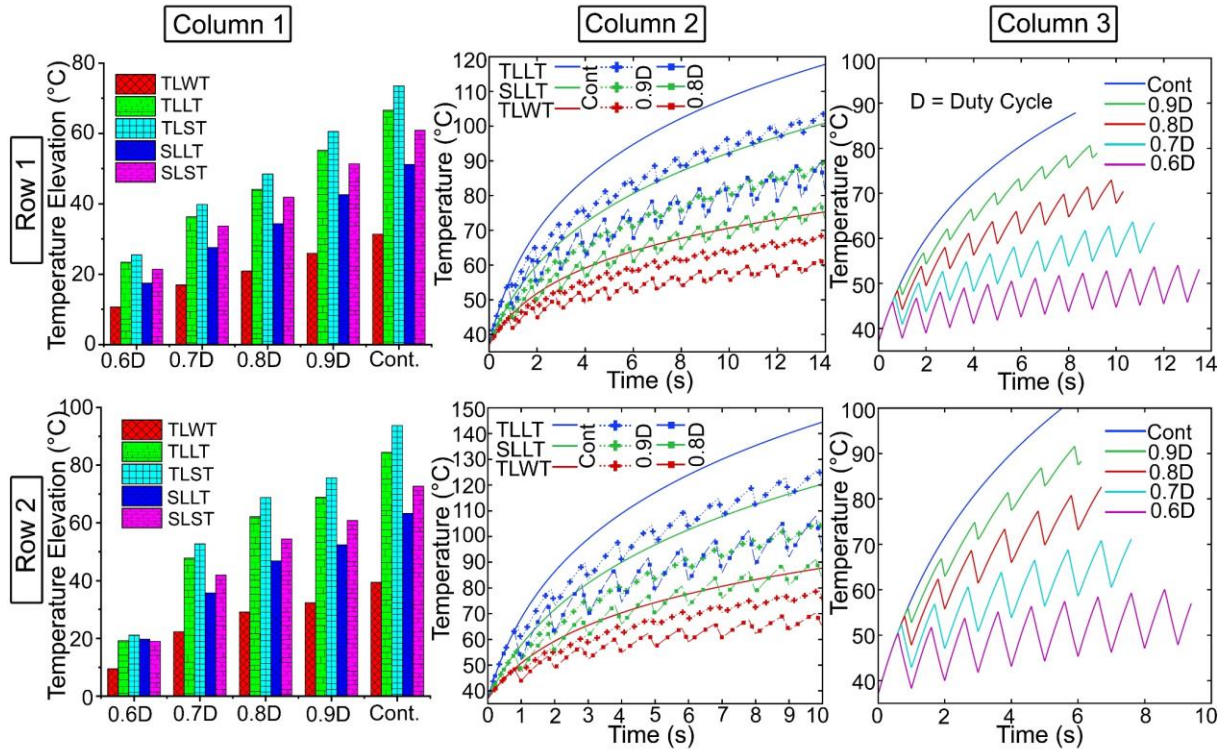 Column 1
Column 2
Column 3
Row 1
Temperature Elevation (°C)
80
60
40
20
0
TLWT
TLLT
TLST
SLLT
SLST
0.6D 0.7D 0.8D 0.9D Cont.
Temperature (°C)
120
110
100
90
80
70
60
50
40
TLLT
SLLT
TLWT
Cont
0.9D
0.8D
0 2 4 6 8 10 12 14
Time (s)
Temperature (°C)
100
90
80
70
60
50
40
D = Duty Cycle
Cont
0.9D
0.8D
0.7D
0.6D
0 2 4 6 8 10 12 14
Time (s)
Row 2
Temperature Elevation (°C)
100
80
60
40
20
0
TLWT
TLLT
TLST
SLLT
SLST
0.6D 0.7D 0.8D 0.9D Cont.
Temperature (°C)
150
140
130
120
110
100
90
80
70
60
50
40
TLLT
SLLT
TLWT
Cont
0.9D
0.8D
0 1 2 3 4 5 6 7 8 9 10
Time (s)
Temperature (°C)
100
90
80
70
60
50
40
Cont
0.9D
0.8D
0.7D
0.6D
0 2 4 6 8 10
Time (s)